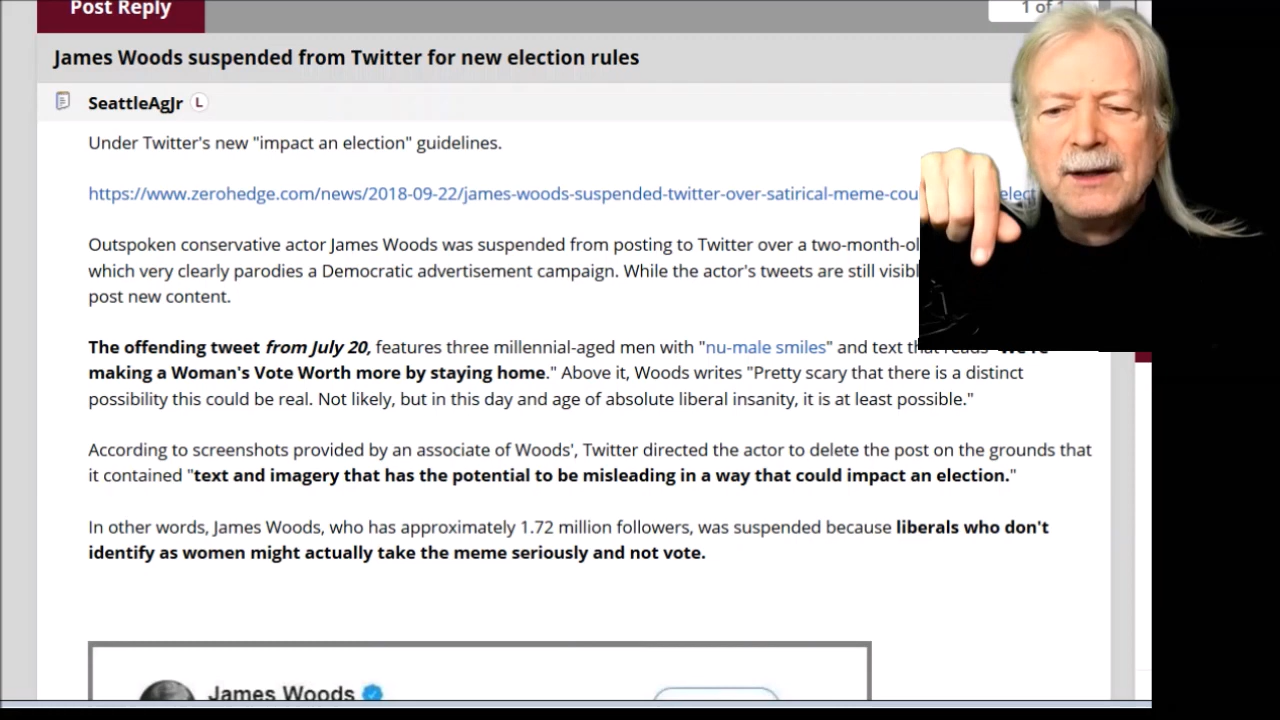 Post Reply
1 of 1
James Woods suspended from Twitter for new election rules
SeattleAgJr L
Under Twitter's new "impact an election" guidelines.
https://www.zerohedge.com/news/2018-09-22/james-woods-suspended-twitter-over-satirical-meme-cou elect
Outspoken conservative actor James Woods was suspended from posting to Twitter over a two-month-ol
which very clearly parodies a Democratic advertisement campaign. While the actor's tweets are still visibl
post new content.
The offending tweet from July 20, features three millennial-aged men with "nu-male smiles" and text that reads "We're
making a Woman's Vote Worth more by staying home." Above it, Woods writes "Pretty scary that there is a distinct
possibility this could be real. Not likely, but in this day and age of absolute liberal insanity, it is at least possible."
According to screenshots provided by an associate of Woods', Twitter directed the actor to delete the post on the grounds that
it contained "text and imagery that has the potential to be misleading in a way that could impact an election."
In other words, James Woods, who has approximately 1.72 million followers, was suspended because liberals who don't
identify as women might actually take the meme seriously and not vote.
James Woods